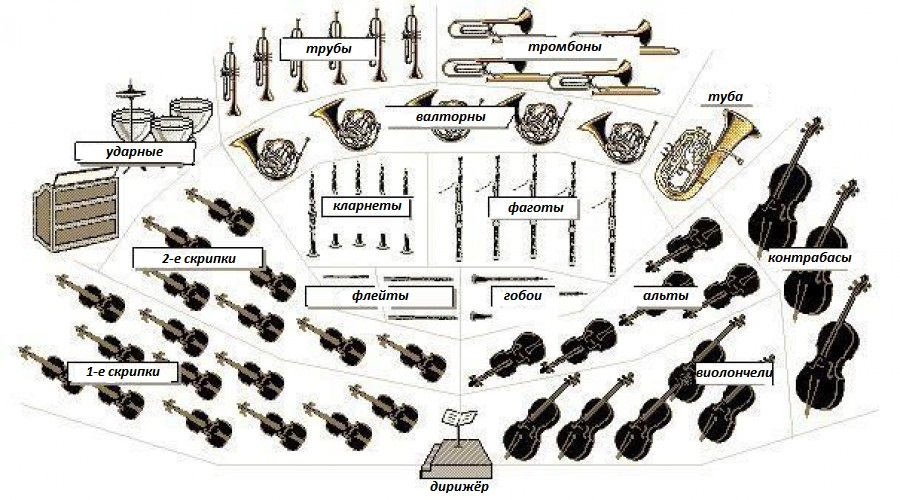 трубы
тромбоны
туба
валторны
ударные
кларнеты
фаготы
2-е скрипки
контрабасы
флейты
гобои
альты
1-е скрипки
виолончели
дирижёр